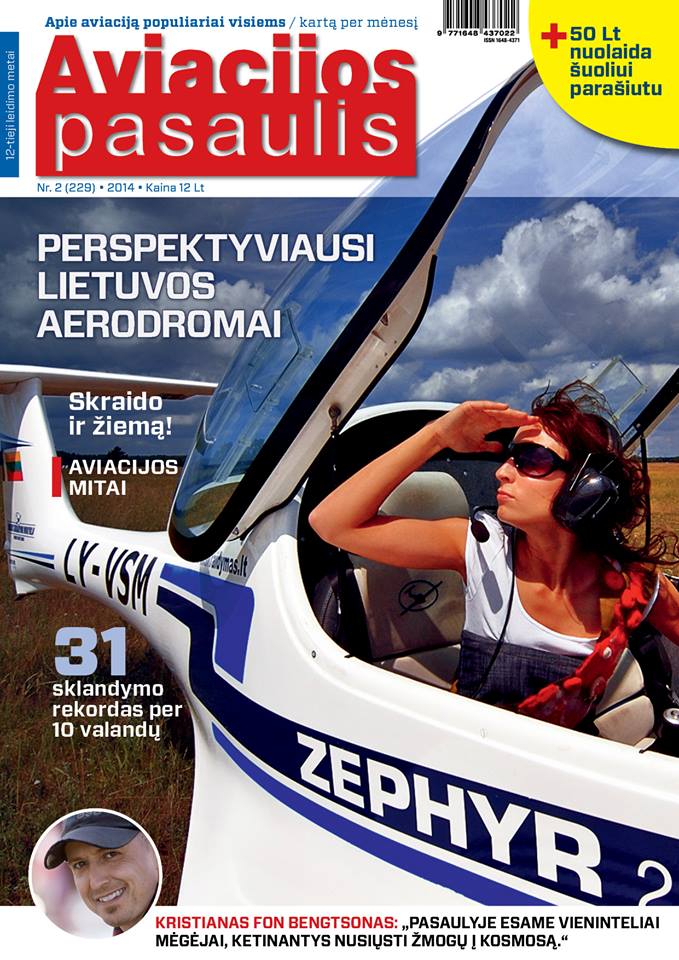 Apie aviaciją populiariai visiems / kartą per mėnesį
9 771648 437022
ISSN 1648-4371
+50 Lt
nuolaida
šuoliui
parašiutu
12-tieji leidimo metai
Aviacijos
pasaulis
Nr. 2 (229) • 2014 • Kaina 12 Lt
PERSPEKTYVIAUSI
LIETUVOS
AERODROMAI
Skraido
ir žiemą!
AVIACIJOS
MITAI
LY-VSM
31
sklandymo
rekordas per
10 valandų
ZEPHYR 2
KRISTIANAS FON BENGTSONAS: „PASAULYJE ESAME VIENINTELIAI
MĖGĖJAI, KETINANTYS NUSIŲSTI ŽMOGŲ Į KOSMOSĄ.“